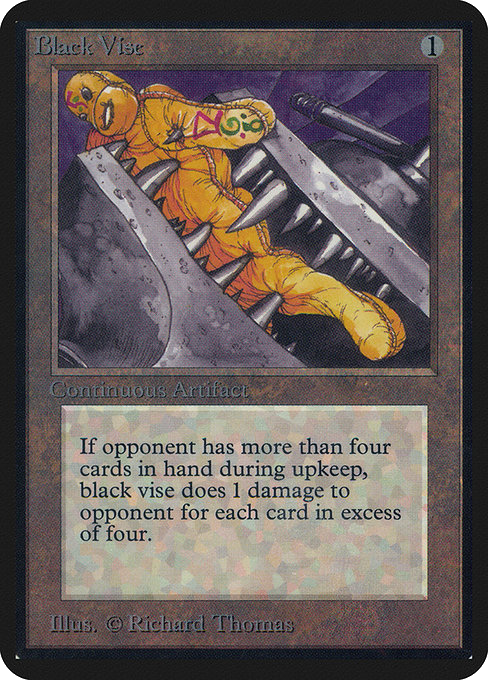 Black Vise
1
Continuous Artifact
If opponent has more than four
cards in hand during upkeep,
black vise does 1 damage to
opponent for each card in excess
of four.
Illus. © Richard Thomas